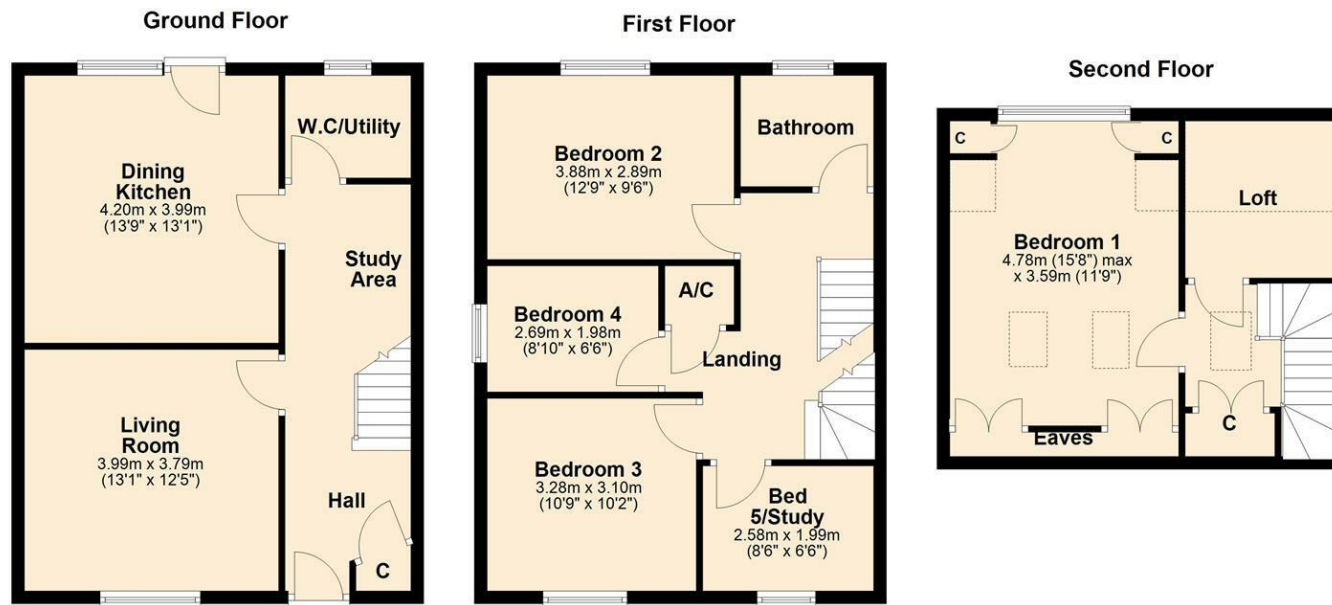 Ground Floor
W.C/Utility
Dining
Kitchen
4.20m x 3.99m
(13'9" x 13'1")
Study
Area
Living
Room
3.99m x 3.79m
(13'1" x 12'5")
Hall
C
First Floor
Bathroom
Bedroom 2
3.88m x 2.89m
(12'9" x 9'6")
A/C
Bedroom 4
2.69m x 1.98m
(8'10" x 6'6")
Landing
Bedroom 3
3.28m x 3.10m
(10'9" x 10'2")
Bed
5/Study
2.58m x 1.99m
(8'6" x 6'6")
Second Floor
C
C
Loft
Bedroom 1
4.78m (15'8") max
x 3.59m (11'9")
C
Eaves